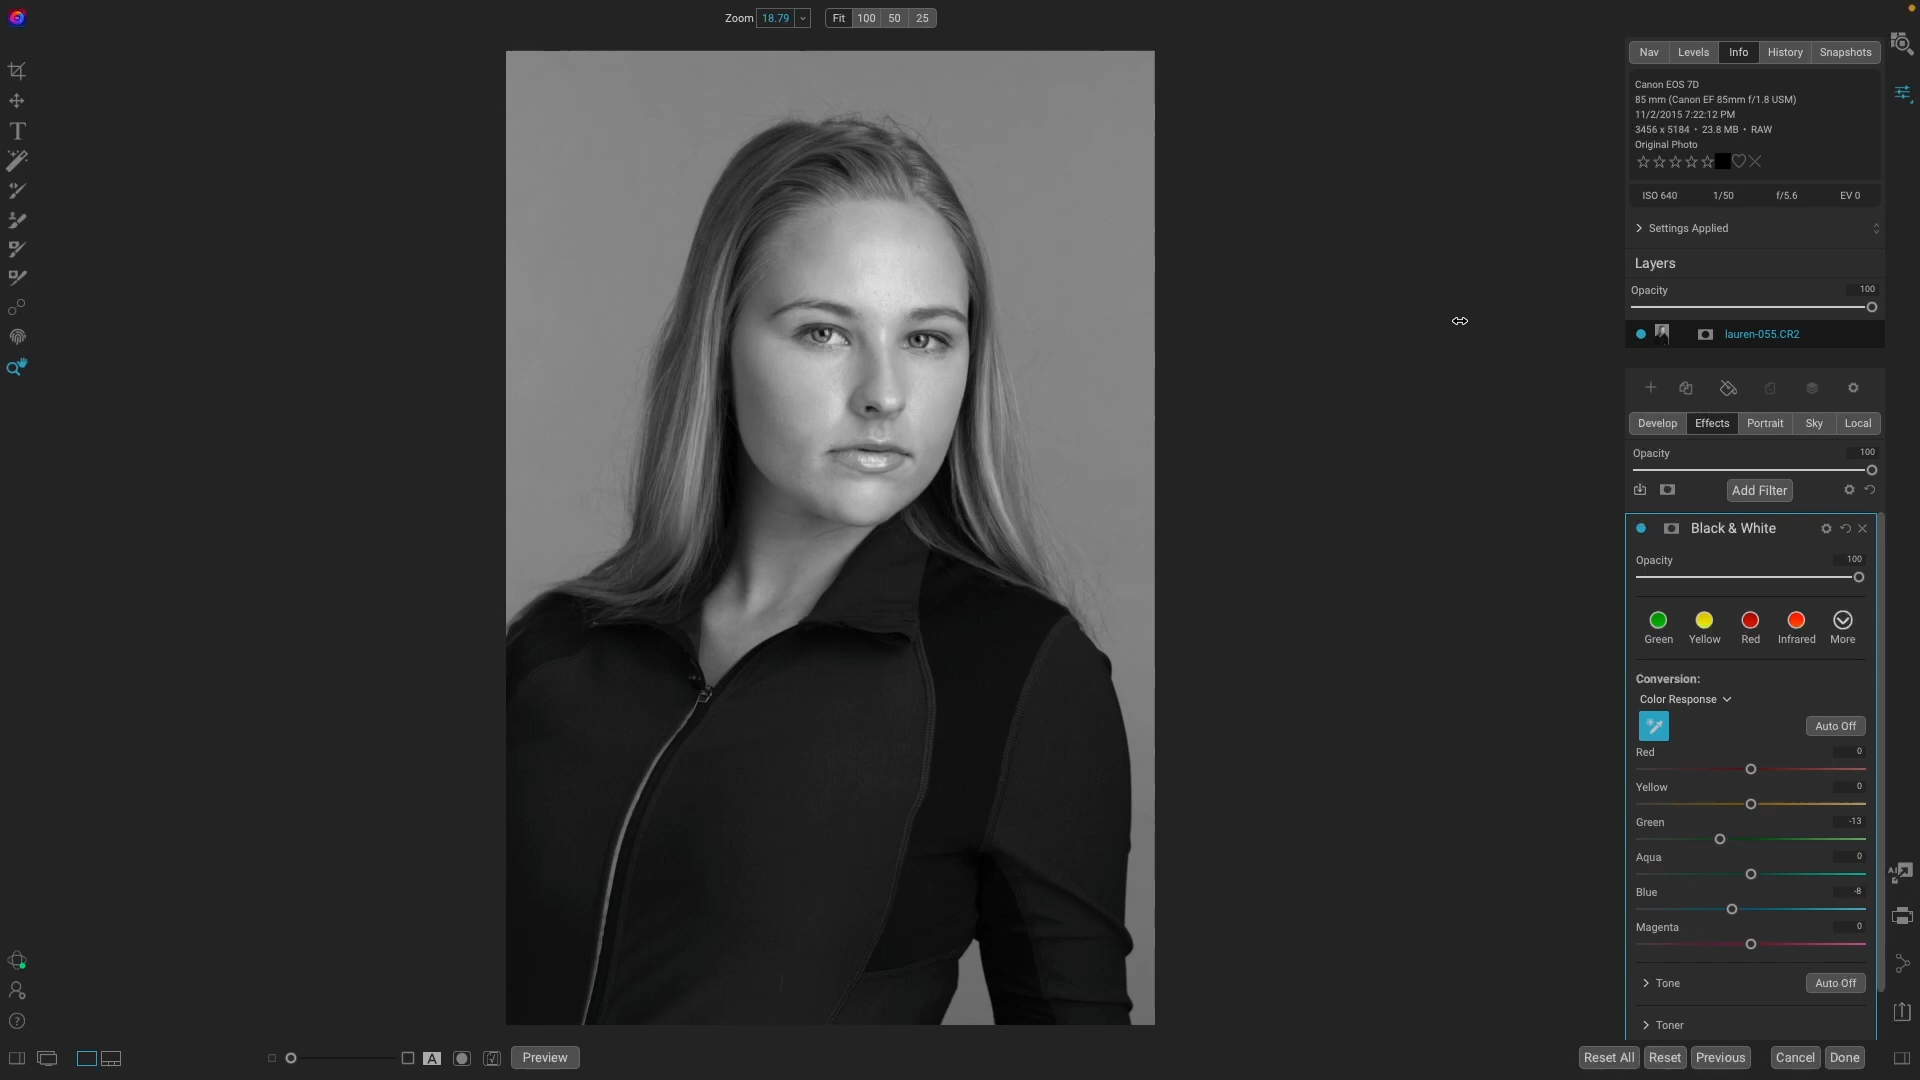 Zoom 18.79 Fit 100 50 25
Nav Levels Info History Snapshots
Canon EOS 7D
85 mm (Canon EF 85mm f/1.8 USM)
11/2/2015 7:22:12 PM
3456 x 5184 • 23.8 MB • RAW
Original Photo
ISO 640 1/50 f/5.6 EV 0
Settings Applied
Layers
Opacity 100
lauren-055.CR2
Develop Effects Portrait Sky Local
Opacity 100
Add Filter
Black & White
Opacity 100
Green Yellow Red Infrared More
Conversion:
Color Response
Auto Off
Red 0
Yellow 0
Green -13
Aqua 0
Blue -8
Magenta 0
Tone Auto Off
Toner
A Preview Reset All Reset Previous Cancel Done
T
AI
?